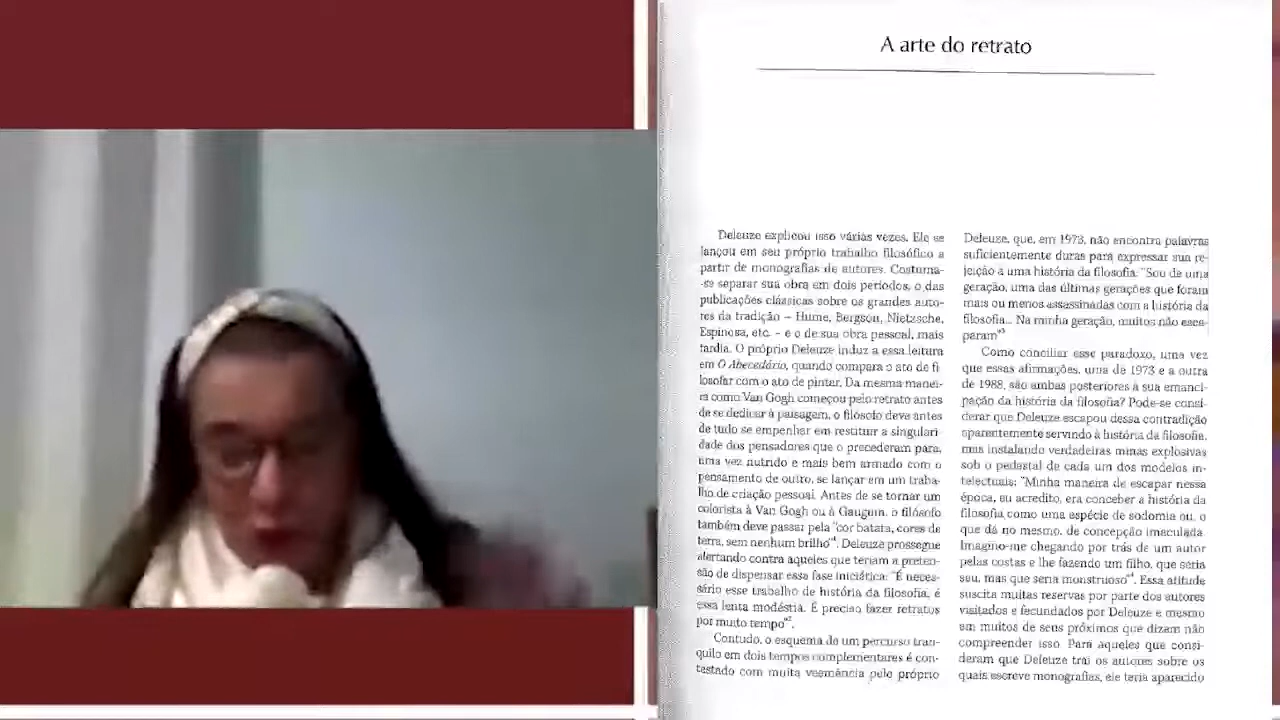 A arte do retrato
Deleuze explicou isso várias vezes. Ele se
lançou em seu próprio trabalho filosófico a
partir de monografias de autores. Costuma-
-se separar sua obra em dois períodos, o das
publicações clássicas sobre os grandes auto-
res da tradição – Hume, Bergson, Nietzsche,
Espinosa, etc. – e o de sua obra pessoal, mais
tardia. O próprio Deleuze induz a essa leitura
em O Abecedário, quando compara o ato de fi-
losofar com o ato de pintar. Da mesma manei-
ra como Van Gogh começou pelo retrato antes
de se dedicar à paisagem, o filósofo deve antes
de tudo se empenhar em restituir a singulari-
dade dos pensadores que o precederam para,
uma vez nutrido e mais bem armado com o
pensamento de outro, se lançar em um traba-
lho de criação pessoal. Antes de se tornar um
colorista à Van Gogh ou à Gauguin, o filósofo
também deve passar pela "cor batata, cores de
terra, sem nenhum brilho"1. Deleuze prossegue
alertando contra aqueles que teriam a preten-
são de dispensar essa fase iniciática: "É neces-
sário esse trabalho de história da filosofia, é
essa lenta modéstia. É preciso fazer retratos
por muito tempo"2.
Contudo, o esquema de um percurso tran-
quilo em dois tempos complementares é con-
testado com muita veemência pelo próprio
Deleuze, que, em 1973, não encontra palavras
suficientemente duras para expressar sua re-
jeição a uma história da filosofia: "Sou de uma
geração, uma das últimas gerações que foram
mais ou menos assassinadas com a história da
filosofia... Na minha geração, muitos não esca-
param"3
Como conciliar esse paradoxo, uma vez
que essas afirmações, uma de 1973 e a outra
de 1988, são ambas posteriores à sua emanci-
pação da história da filosofia? Pode-se consi-
derar que Deleuze escapou dessa contradição
aparentemente servindo à história da filosofia,
mas instalando verdadeiras minas explosivas
sob o pedestal de cada um dos modelos in-
telectuais: "Minha maneira de escapar nessa
época, eu acredito, era conceber a história da
filosofia como uma espécie de sodomia ou, o
que dá no mesmo, de concepção imaculada.
Imagino-me chegando por trás de um autor
pelas costas e lhe fazendo um filho, que seria
seu, mas que seria monstruoso"4. Essa atitude
suscita muitas reservas por parte dos autores
visitados e fecundados por Deleuze e mesmo
em muitos de seus próximos que dizem não
compreender isso. Para aqueles que consi-
deram que Deleuze trai os autores sobre os
quais escreve monografias, ele teria aparecido